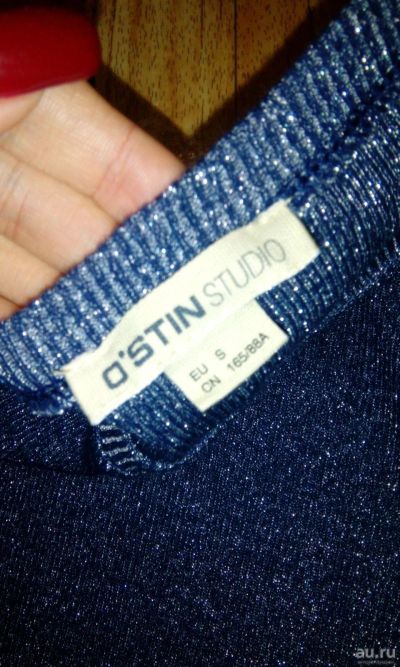 O'STIN STUDIO
EU S
CN 165/88A
au.ru